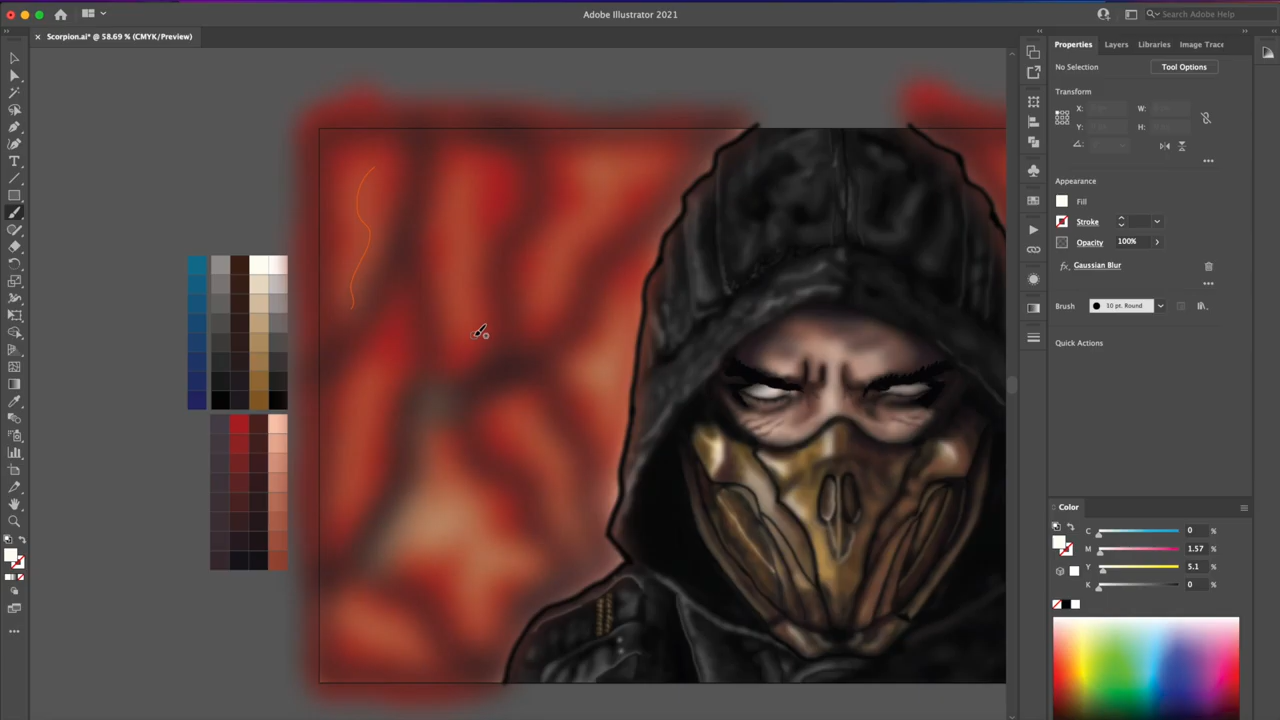 Adobe Illustrator 2021
Search Adobe Help
Scorpion.ai* @ 58.69 % (CMYK/Preview)
Properties
Layers
Libraries
Image Trace
No Selection
Tool Options
Transform
X:
W:
Y:
H:
Appearance
Fill
Stroke
Opacity
100%
fx
Gaussian Blur
Brush
10 pt. Round
Quick Actions
Color
C
0
%
M
1.57
%
Y
5.1
%
K
0
%